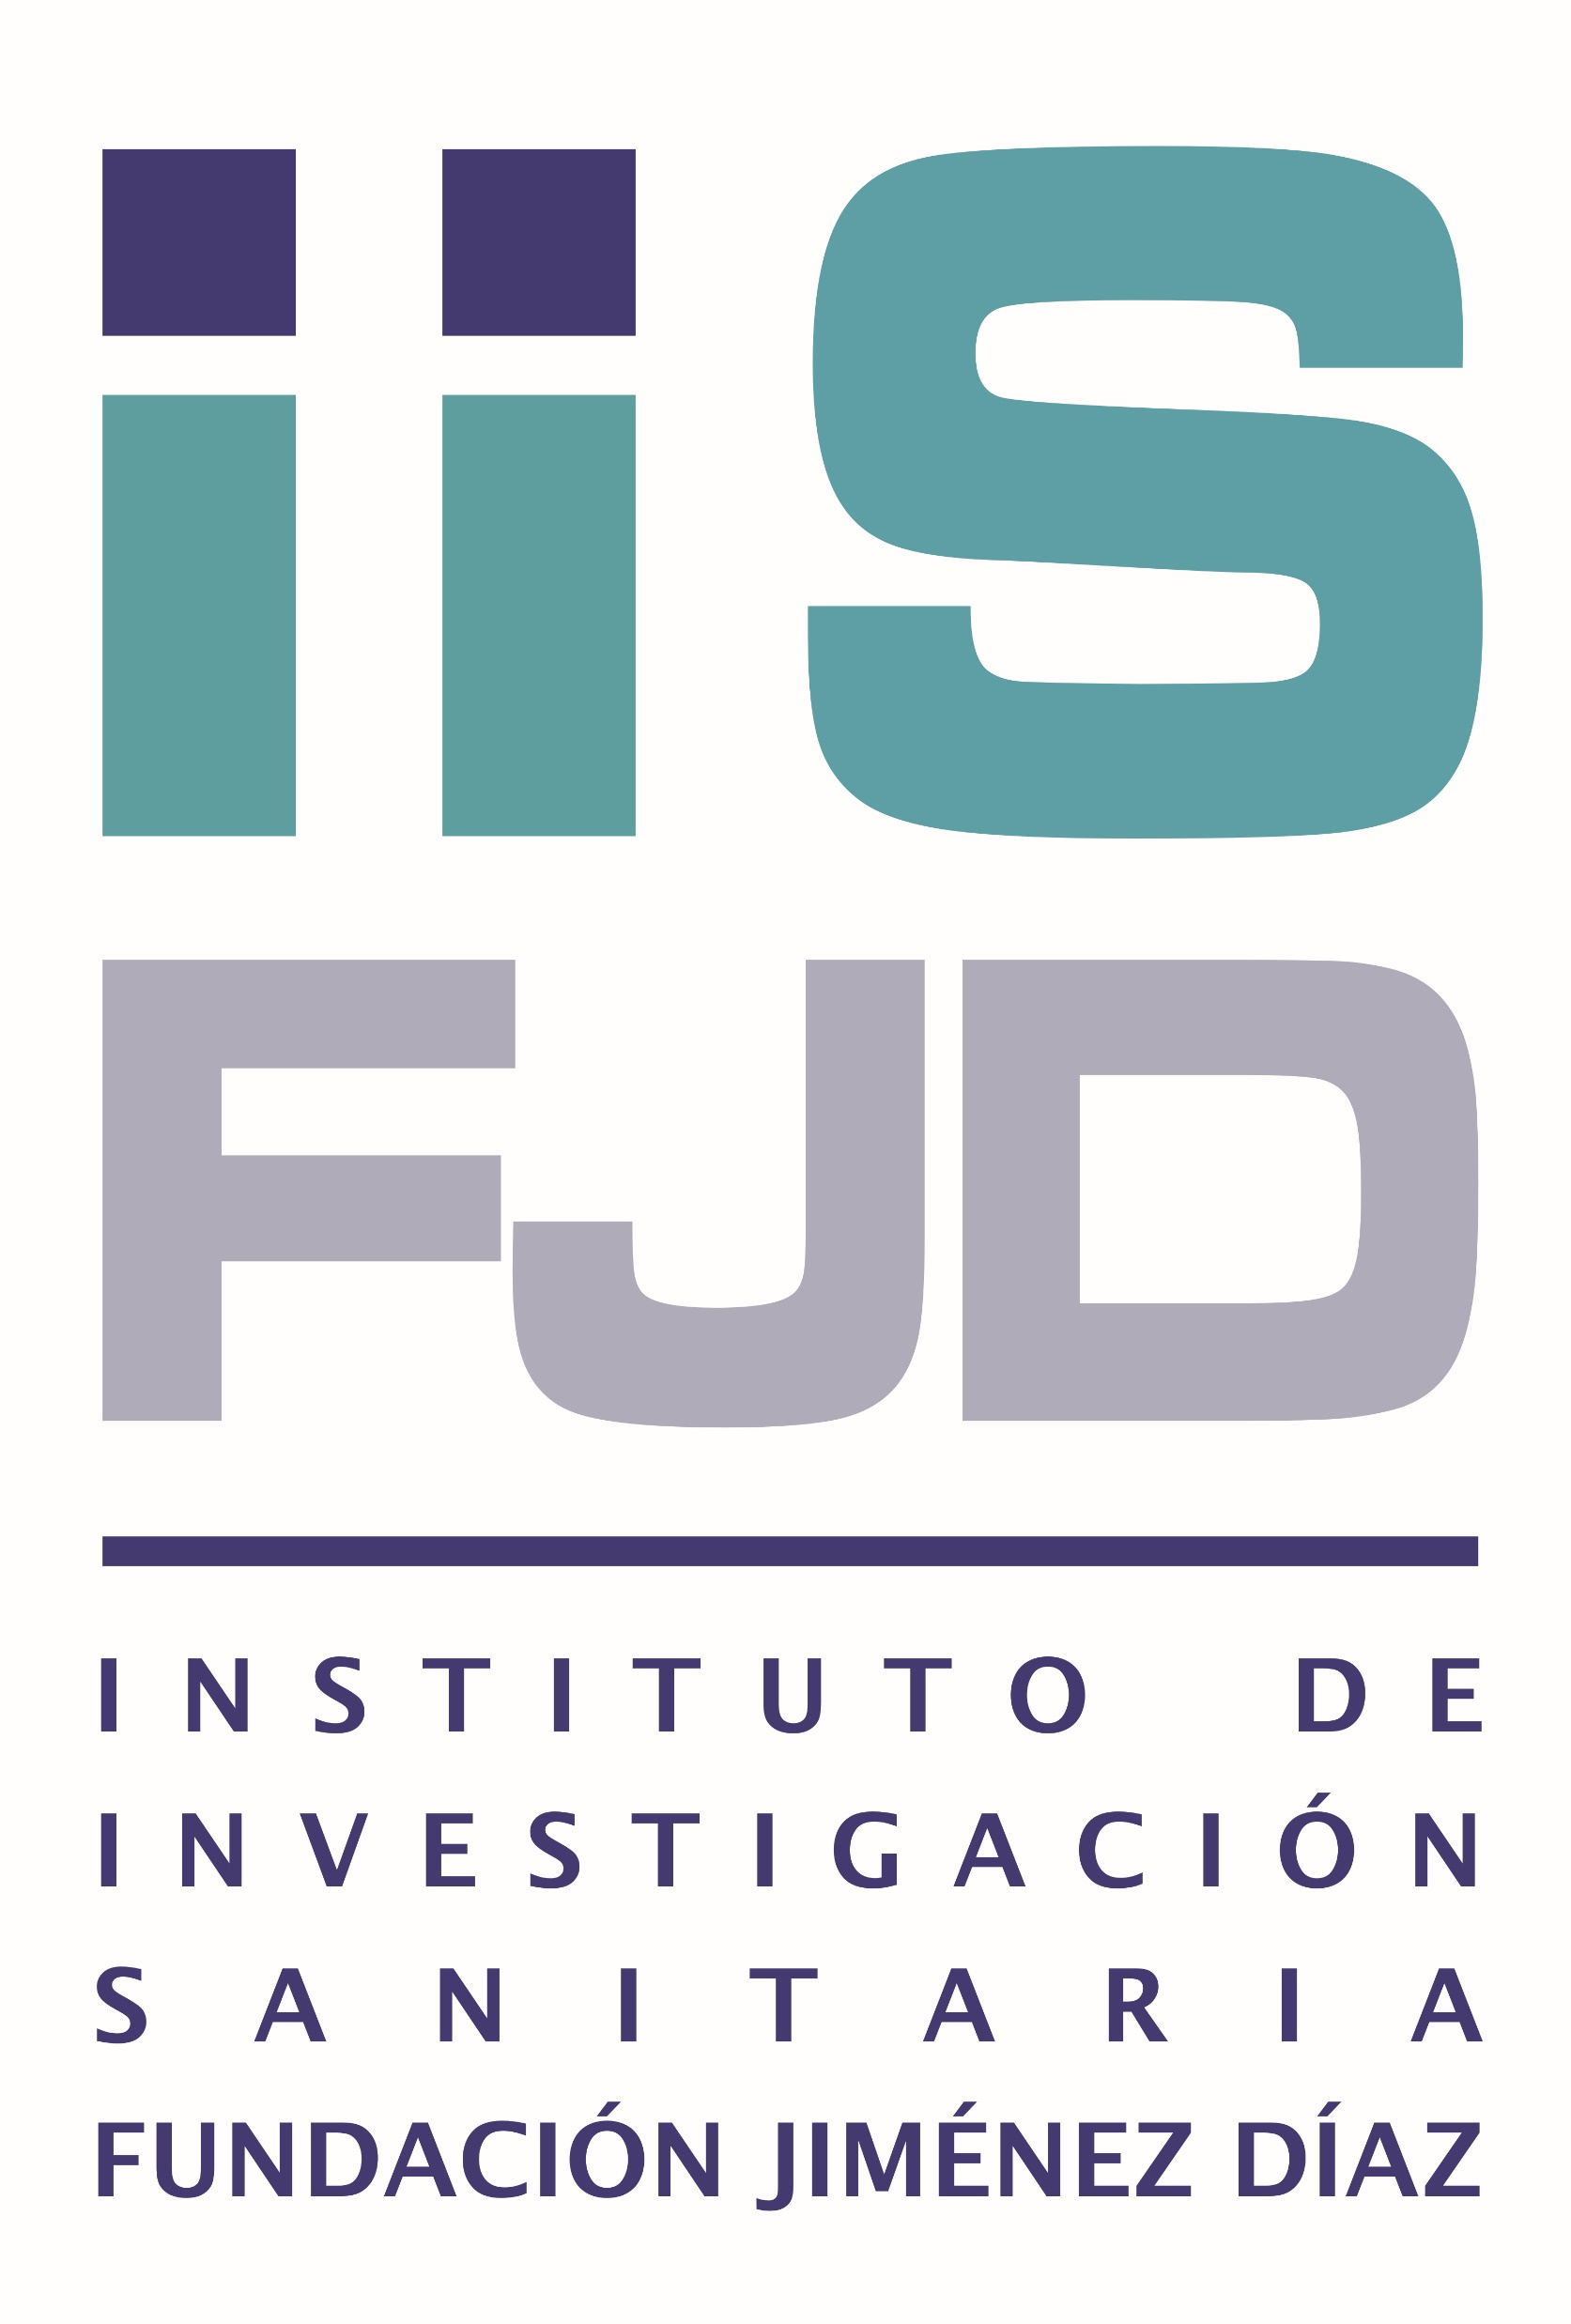 iiS
FJD
INSTITUTO DE
INVESTIGACIÓN
SANITARIA
FUNDACIÓN JIMÉNEZ DÍAZ